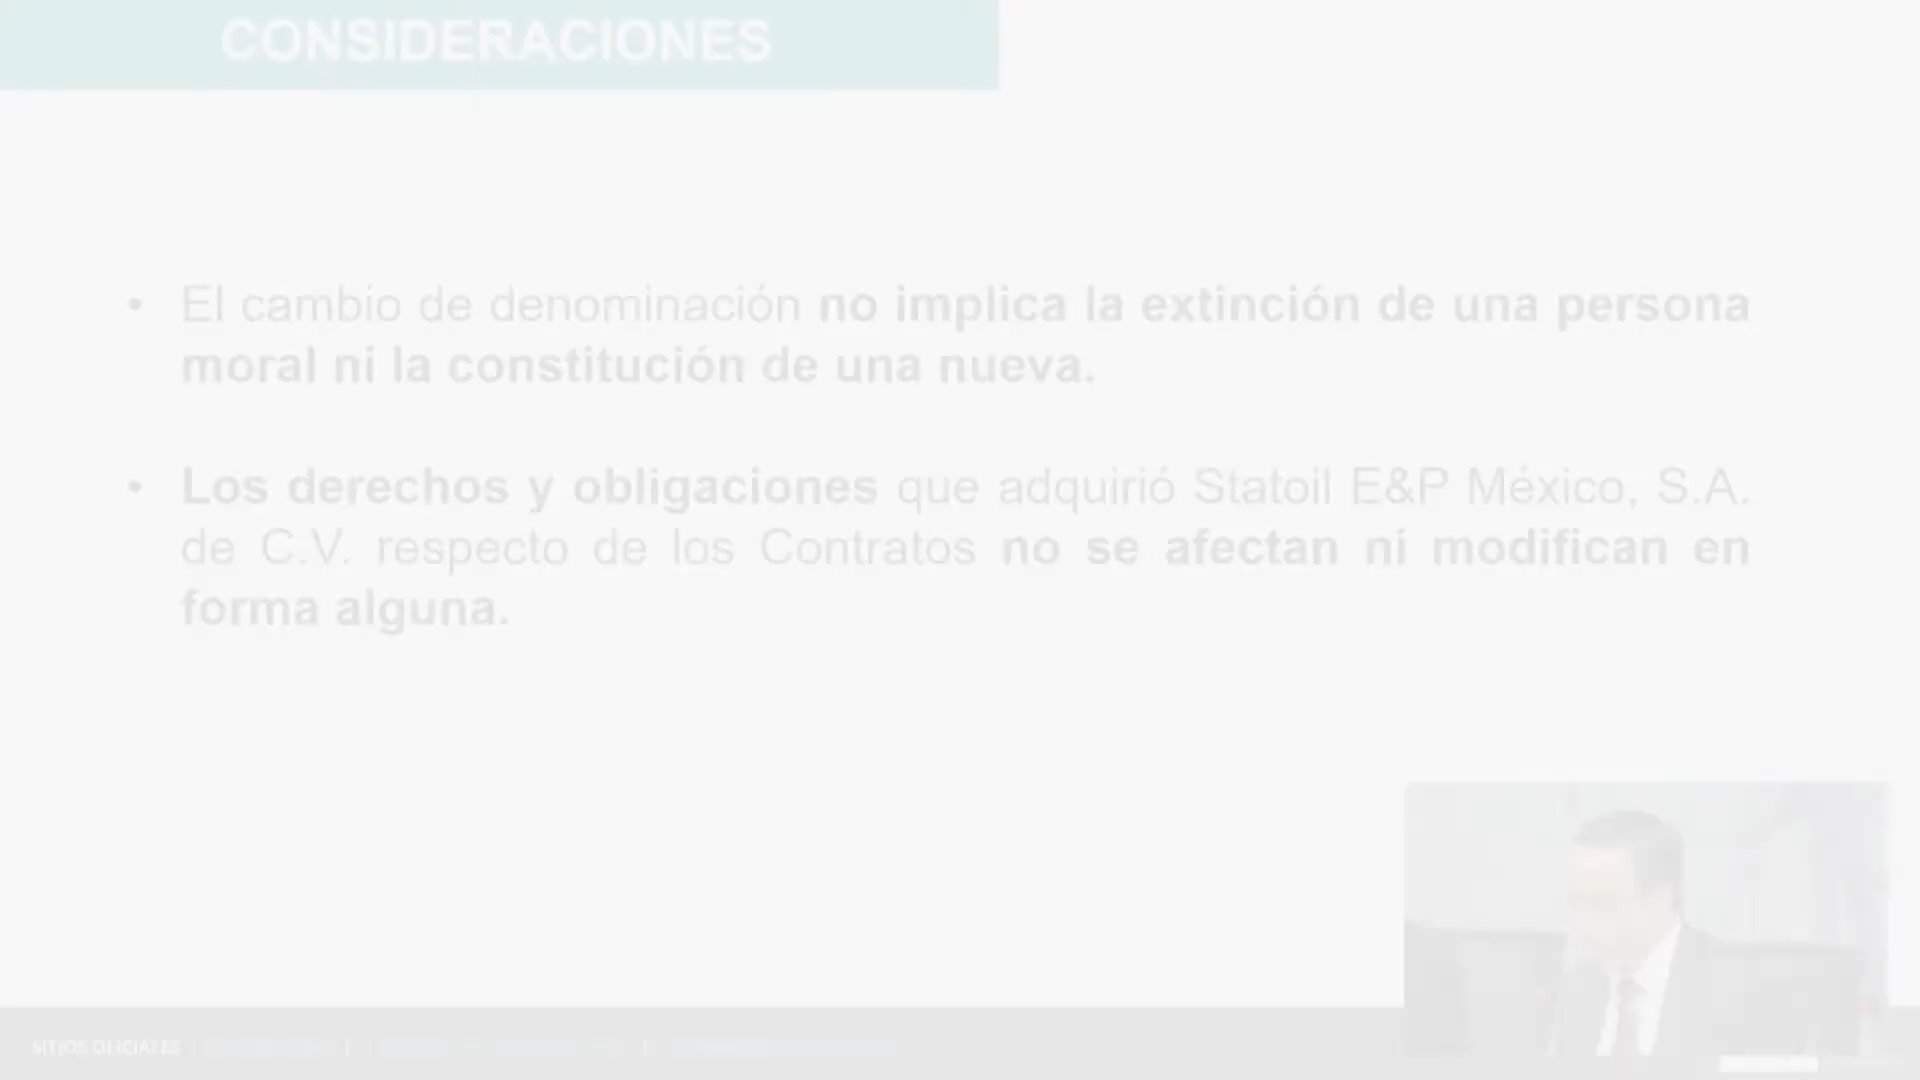 CONSIDERACIONES
• El cambio de denominación no implica la extinción de una persona
moral ni la constitución de una nueva.
• Los derechos y obligaciones que adquirió Statoil E&P México, S.A.
de C.V. respecto de los Contratos no se afectan ni modifican en
forma alguna.
SITIOS OFICIALES | |